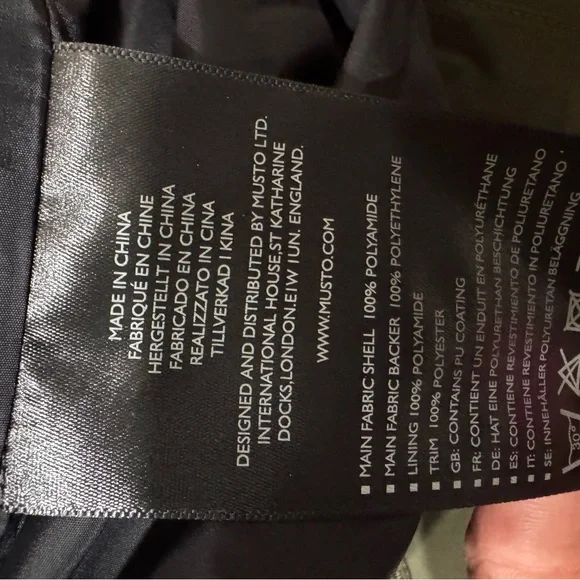 MADE IN CHINA
FABRIQUÉ EN CHINE
HERGESTELLT IN CHINA
FABRICADO EN CHINA
REALIZZATO IN CINA
TILLVERKAD I KINA
DESIGNED AND DISTRIBUTED BY MUSTO LTD.
INTERNATIONAL HOUSE,ST KATHARINE
DOCKS,LONDON.E1W 1UN. ENGLAND.
WWW.MUSTO.COM
MAIN FABRIC SHELL 100% POLYAMIDE
MAIN FABRIC BACKER 100% POLYETHYLENE
LINING 100% POLYAMIDE
TRIM 100% POLYESTER
GB: CONTAINS PU COATING
FR: CONTIENT UN ENDUIT EN POLYURETHANE
DE: HAT EINE POLYURETHAN BESCHICHTUNG
ES: CONTIENE REVESTIMIENTO DE POLIURETANO
IT: CONTIENE REVESTIMENTO IN POLIURETANO
SE: INNEHÅLLER POLYURETAN BELÄGGNING
30°